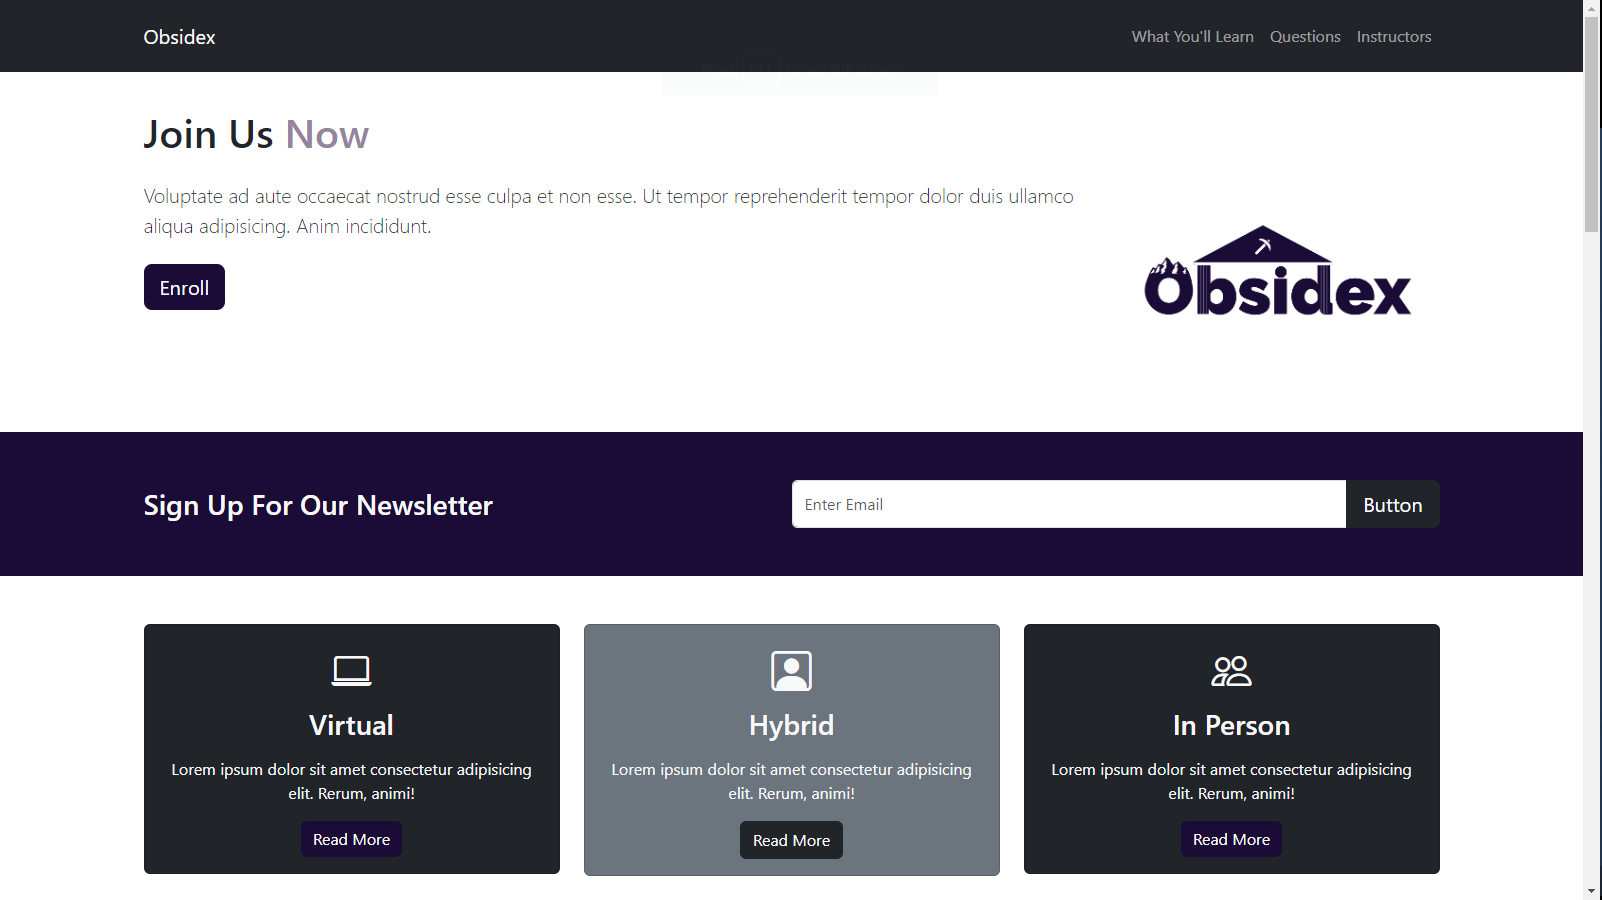 Obsidex
What You'll Learn
Questions
Instructors
Join Us Now
Voluptate ad aute occaecat nostrud esse culpa et non esse. Ut tempor reprehenderit tempor dolor duis ullamco
aliqua adipisicing. Anim incididunt.
Enroll
Obsidex
Sign Up For Our Newsletter
Enter Email
Button
Virtual
Lorem ipsum dolor sit amet consectetur adipisicing
elit. Rerum, animi!
Read More
Hybrid
Lorem ipsum dolor sit amet consectetur adipisicing
elit. Rerum, animi!
Read More
In Person
Lorem ipsum dolor sit amet consectetur adipisicing
elit. Rerum, animi!
Read More